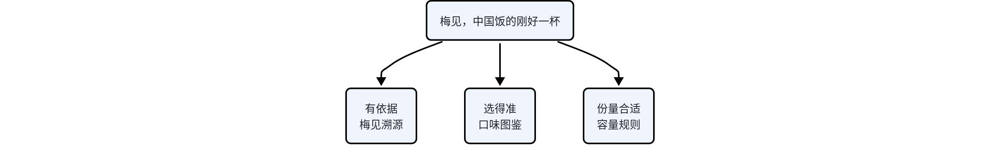 梅见，中国饭的刚好一杯
有依据
梅见溯源
选得准
口味图鉴
份量合适
容量规则